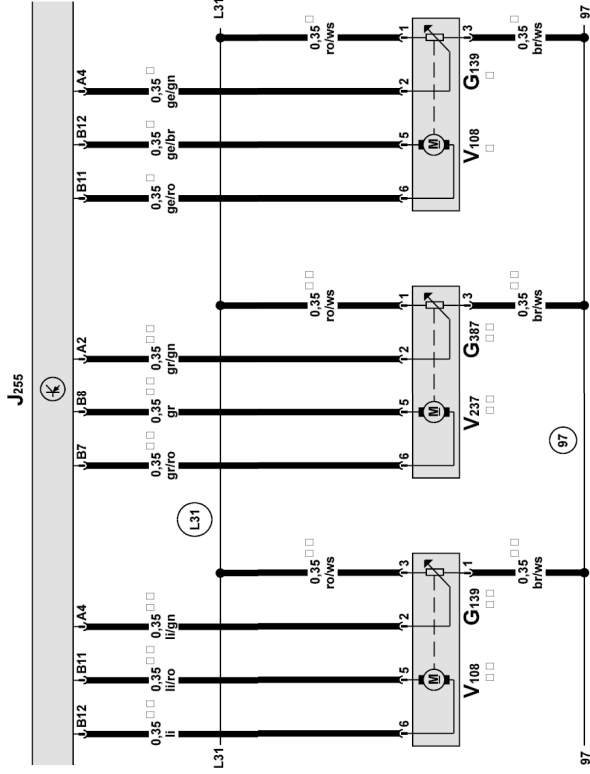 J255
B12 B11 A4 B7 B8 A2 B11 B12 A4
0,35 0,35 0,35 0,35 0,35 0,35 0,35 0,35 0,35
li li/ro li/gn gr/ro gr gr/gn ge/ro ge/br ge/gn
L31
L31 L31
0,35 0,35 0,35
ro/ws ro/ws ro/ws
6 5 2 3 6 5 2 1 6 5 2 1
M M M
1 3 3
V108 G139 V237 G387 V108 G139
0,35 0,35 0,35
br/ws br/ws br/ws
97
97 97